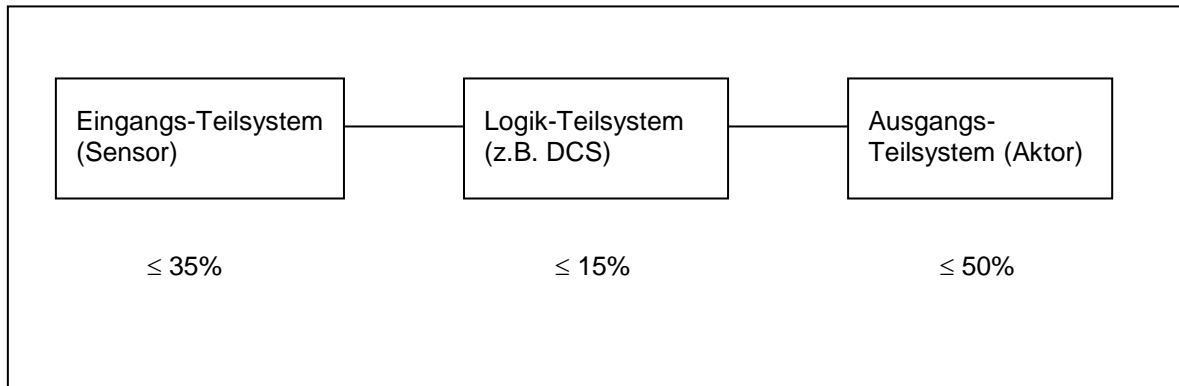 Eingangs-Teilsystem
(Sensor)
Logik-Teilsystem
(z.B. DCS)
Ausgangs-
Teilsystem (Aktor)
≤ 35%
≤ 15%
≤ 50%